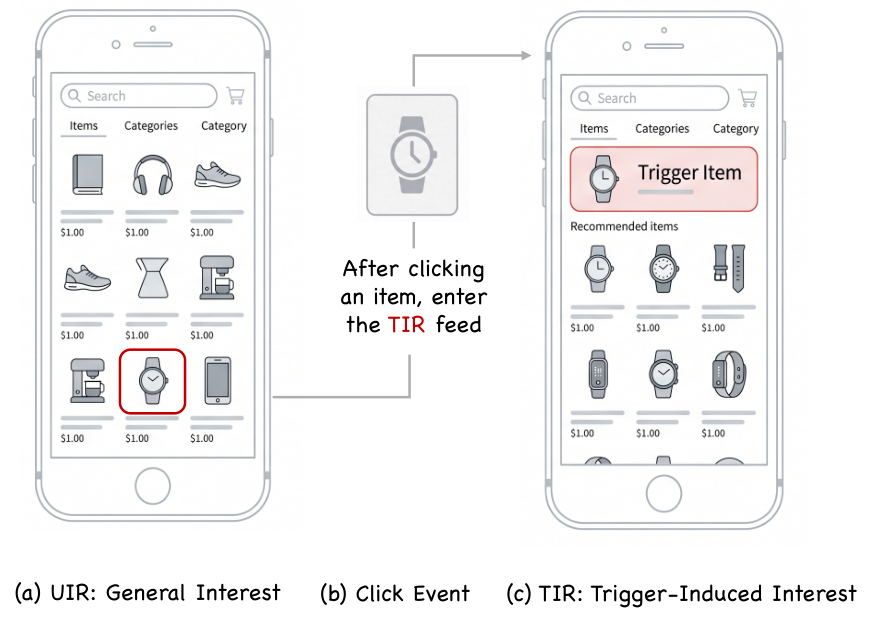 Search
Items Categories Category
$1.00 $1.00 $1.00
$1.00 $1.00 $1.00
$1.00 $1.00 $1.00
After clicking
an item, enter
the TIR feed
Search
Items Categories Category
Trigger Item
Recommended items
$1.00 $1.00 $1.00
$1.00 $1.00 $1.00
(a) UIR: General Interest
(b) Click Event
(c) TIR: Trigger-Induced Interest